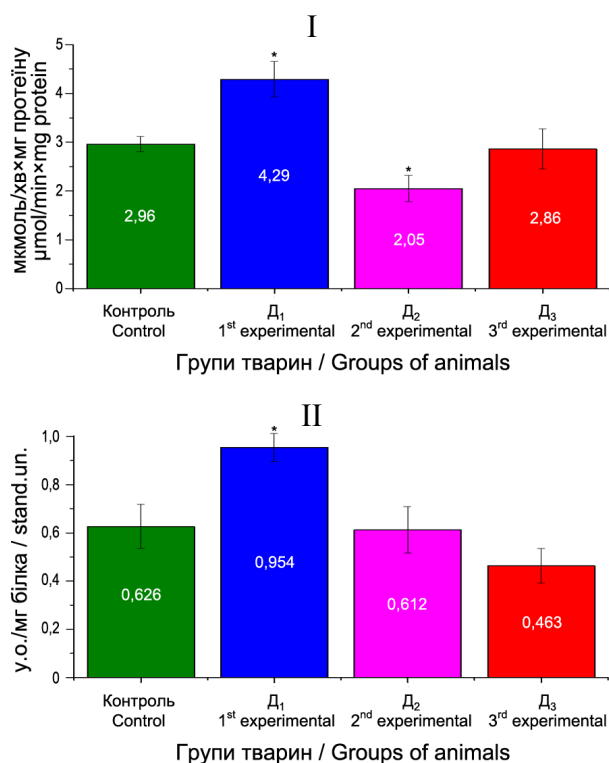 I
мкмоль/хв×мг протеїну
μmol/min×mg protein
5
4
3
2
1
0
*
*
2,96
4,29
2,05
2,86
Контроль
Control
Д₁
1st experimental
Д₂
2nd experimental
Д₃
3rd experimental
Групи тварин / Groups of animals
II
у.о./мг білка / stand.un.
1,0
0,8
0,6
0,4
0,2
0
*
0,626
0,954
0,612
0,463
Контроль
Control
Д₁
1st experimental
Д₂
2nd experimental
Д₃
3rd experimental
Групи тварин / Groups of animals